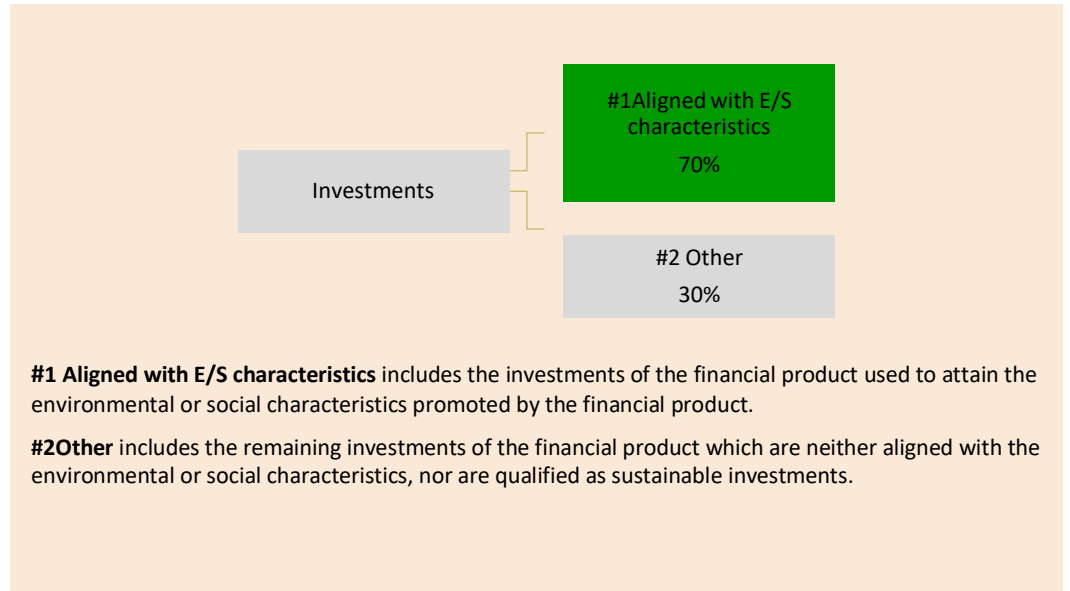 #1Aligned with E/S
characteristics
70%
Investments
#2 Other
30%
#1 Aligned with E/S characteristics includes the investments of the financial product used to attain the
environmental or social characteristics promoted by the financial product.
#2Other includes the remaining investments of the financial product which are neither aligned with the
environmental or social characteristics, nor are qualified as sustainable investments.